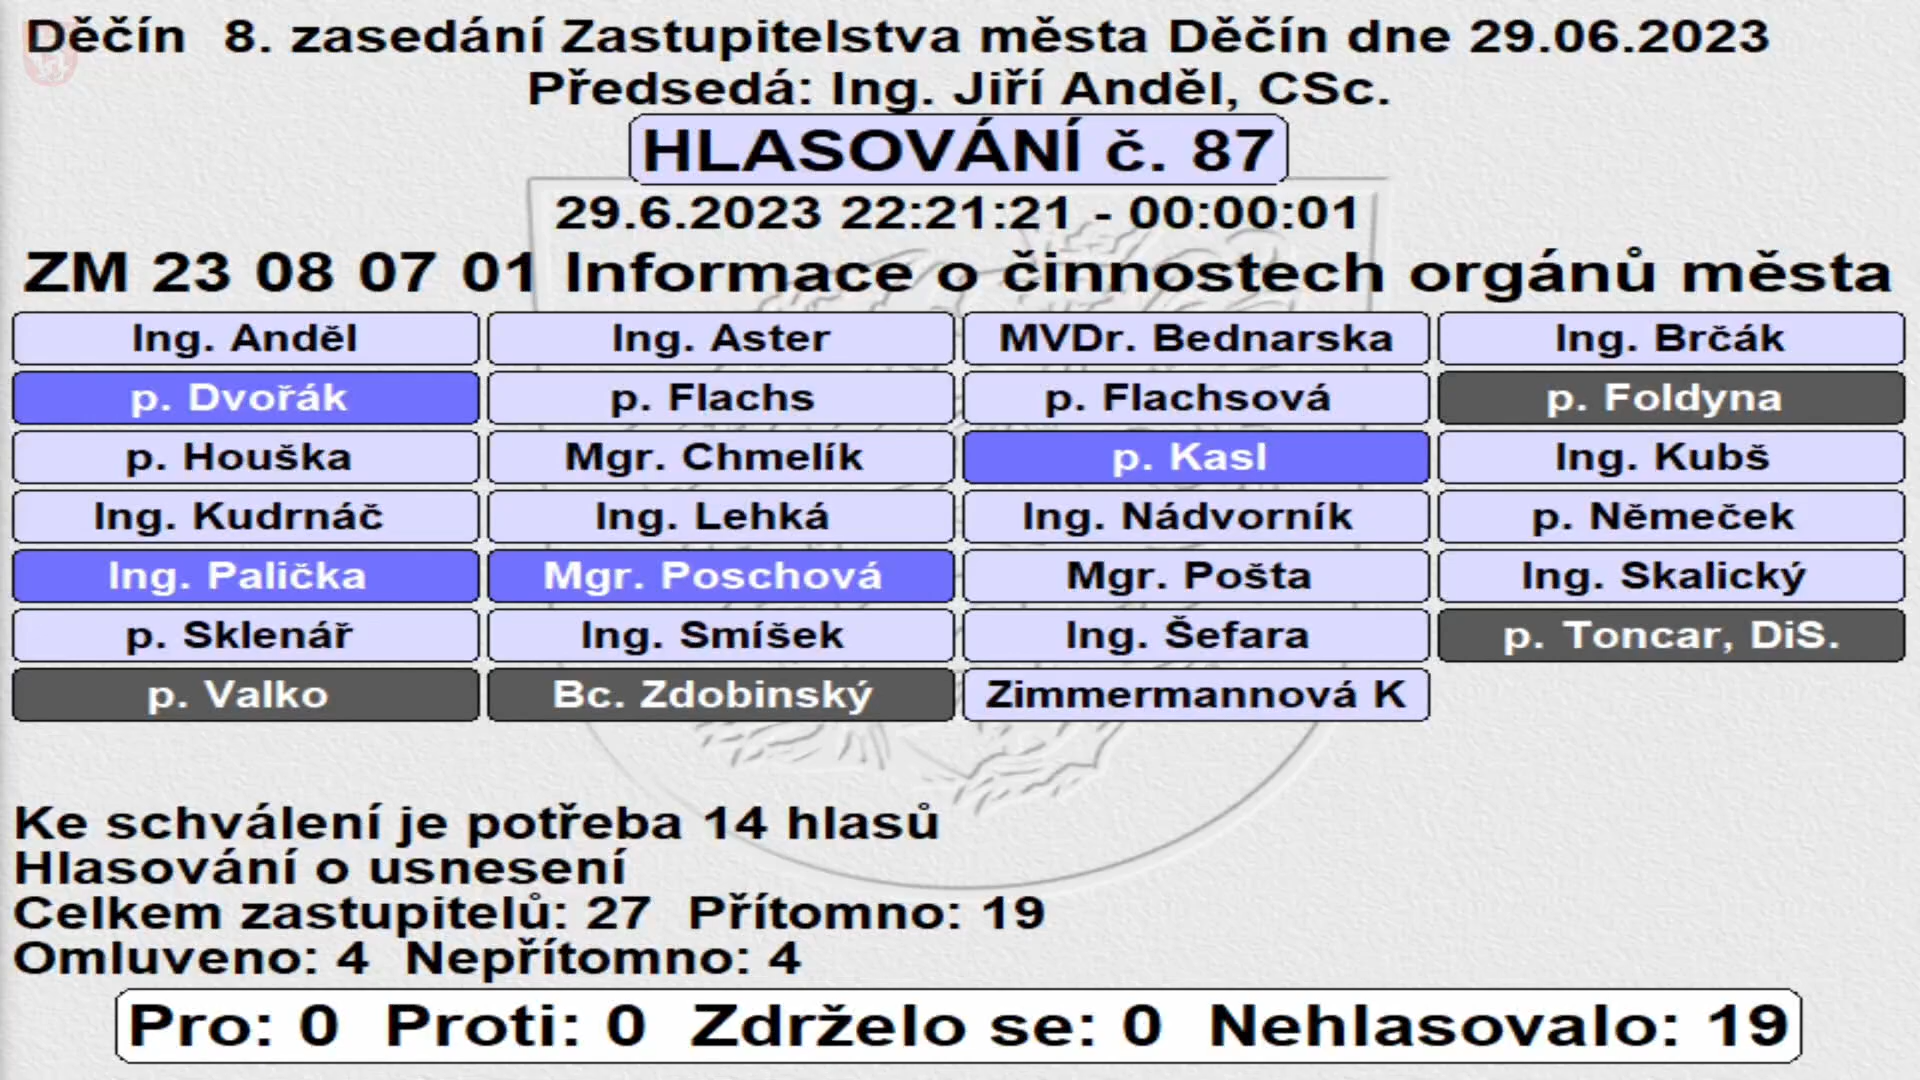 Děčín 8. zasedání Zastupitelstva města Děčín dne 29.06.2023
Předsedá: Ing. Jiří Anděl, CSc.
HLASOVÁNÍ č. 87
29.6.2023 22:21:21 - 00:00:01
ZM 23 08 07 01 Informace o činnostech orgánů města
Ing. Anděl Ing. Aster MVDr. Bednarska Ing. Brčák
p. Dvořák p. Flachs p. Flachsová p. Foldyna
p. Houška Mgr. Chmelík p. Kasl Ing. Kubš
Ing. Kudrnáč Ing. Lehká Ing. Nádvorník p. Němeček
Ing. Palička Mgr. Poschová Mgr. Pošta Ing. Skalický
p. Sklenář Ing. Smíšek Ing. Šefara p. Toncar, DiS.
p. Valko Bc. Zdobinský Zimmermannová K
Ke schválení je potřeba 14 hlasů
Hlasování o usnesení
Celkem zastupitelů: 27 Přítomno: 19
Omluveno: 4 Nepřítomno: 4
Pro: 0 Proti: 0 Zdrželo se: 0 Nehlasovalo: 19